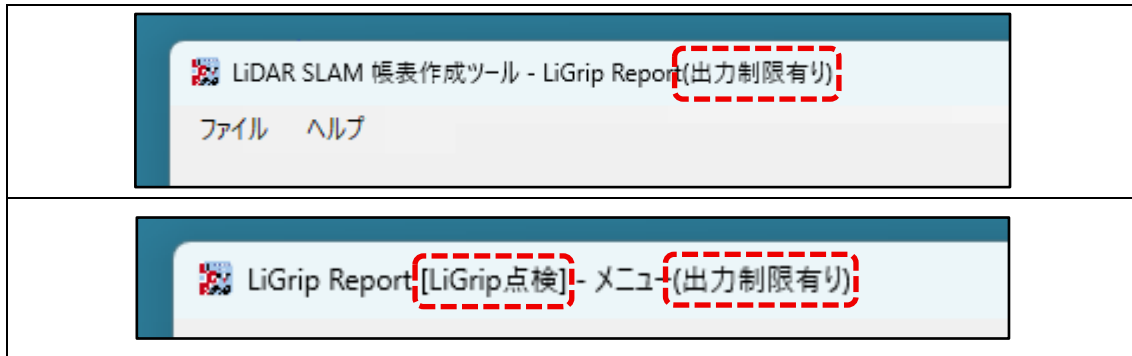 LiDAR SLAM 帳表作成ツール - LiGrip Report(出力制限有り)
ファイル ヘルプ
LiGrip Report [LiGrip点検] - メニュー(出力制限有り)